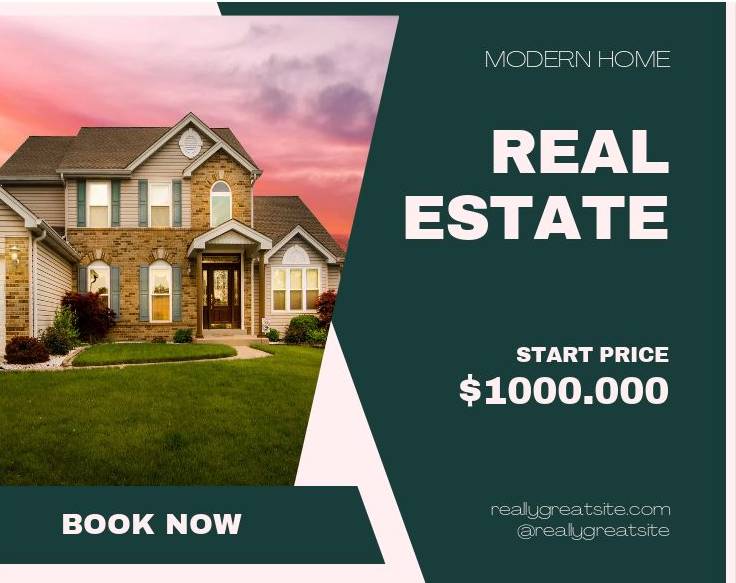 MODERN HOME
REAL
ESTATE
START PRICE
$1000.000
BOOK NOW
reallygreatsite.com
@reallygreatsite